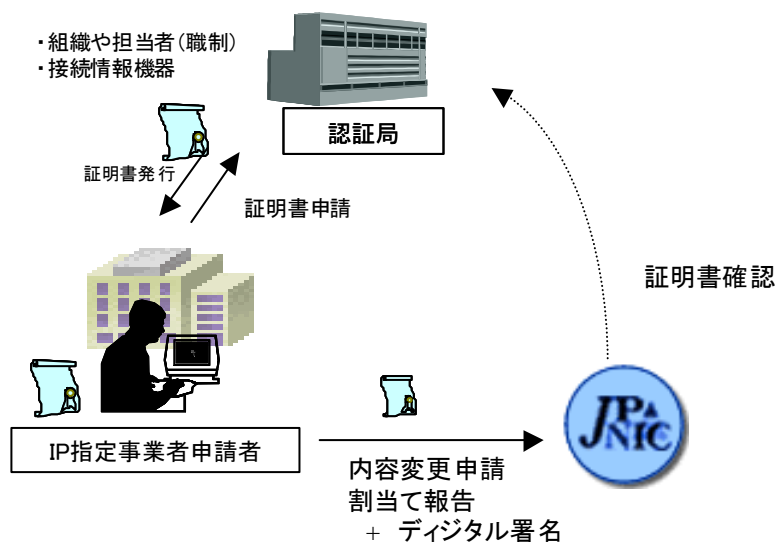 ・組織や担当者（職制）
・接続情報機器
認証局
証明書発行
証明書申請
証明書確認
IP指定事業者申請者
JPNIC
内容変更申請
割当て報告
+ ディジタル署名